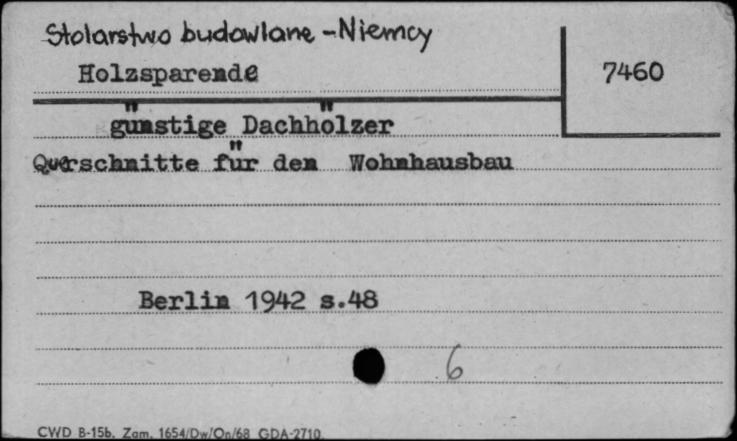 Stolarstwo budowlane - Niemcy
Holzsparende
7460
günstige Dachhölzer
Querschnitte für den Wohnhausbau
Berlin 1942 s.48
6
CWD B-15b. Zam. 1654/Dw/On/68 GDA-2710